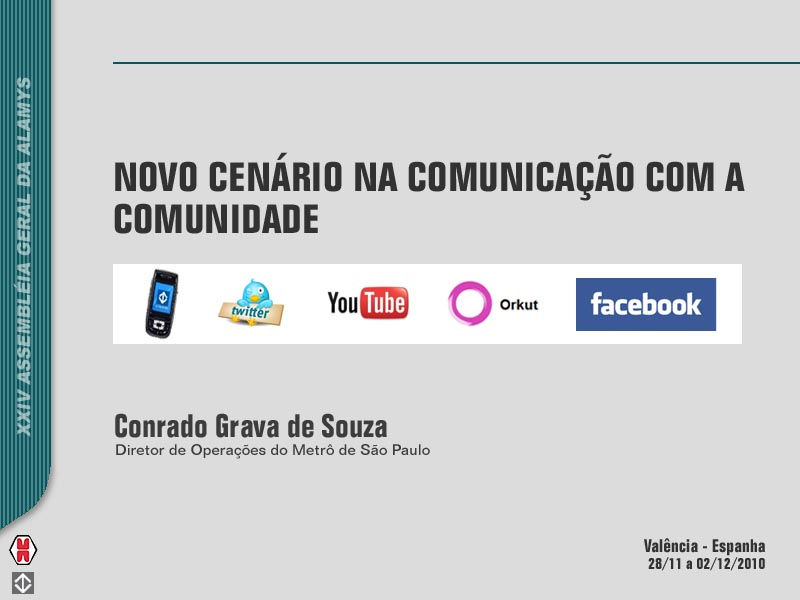 XXIV ASSEMBLÉIA GERAL DA ALAMYS
NOVO CENÁRIO NA COMUNICAÇÃO COM A
COMUNIDADE
twitter
YouTube
Orkut
facebook
Conrado Grava de Souza
Diretor de Operações do Metrô de São Paulo
Valência - Espanha
28/11 a 02/12/2010